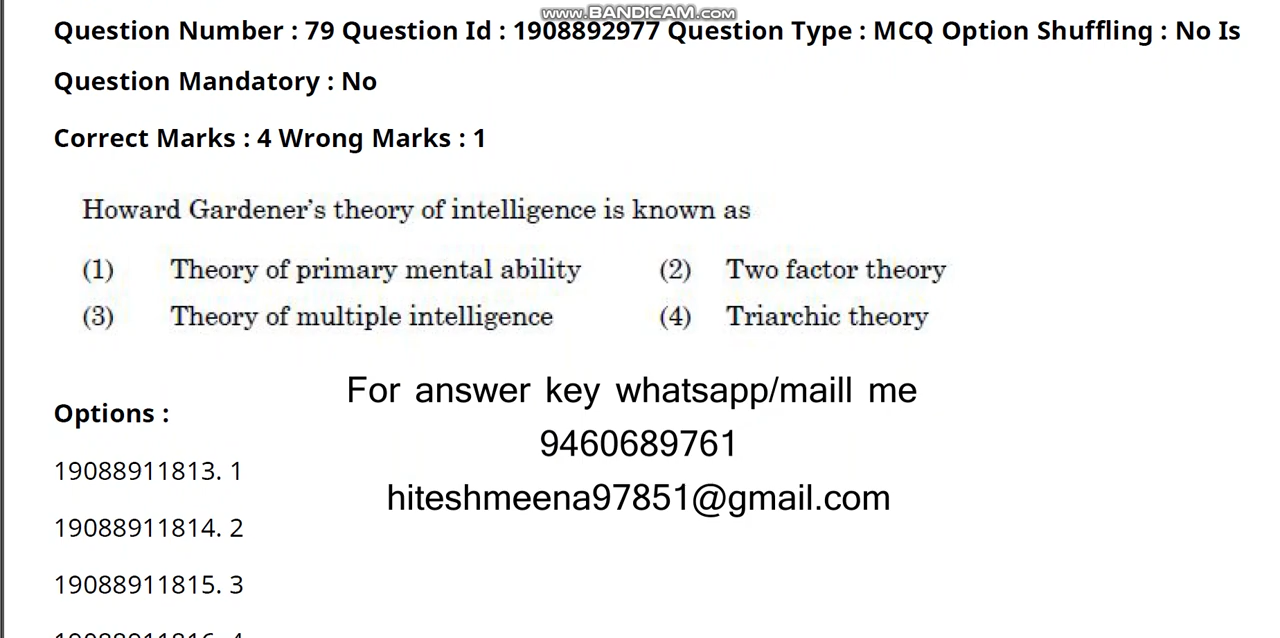 www.BANDICAM.com
Question Number : 79 Question Id : 1908892977 Question Type : MCQ Option Shuffling : No Is
Question Mandatory : No
Correct Marks : 4 Wrong Marks : 1
Howard Gardener's theory of intelligence is known as
(1) Theory of primary mental ability (2) Two factor theory
(3) Theory of multiple intelligence (4) Triarchic theory
For answer key whatsapp/maill me
Options :
9460689761
19088911813. 1
hiteshmeena97851@gmail.com
19088911814. 2
19088911815. 3
19088911816. 4